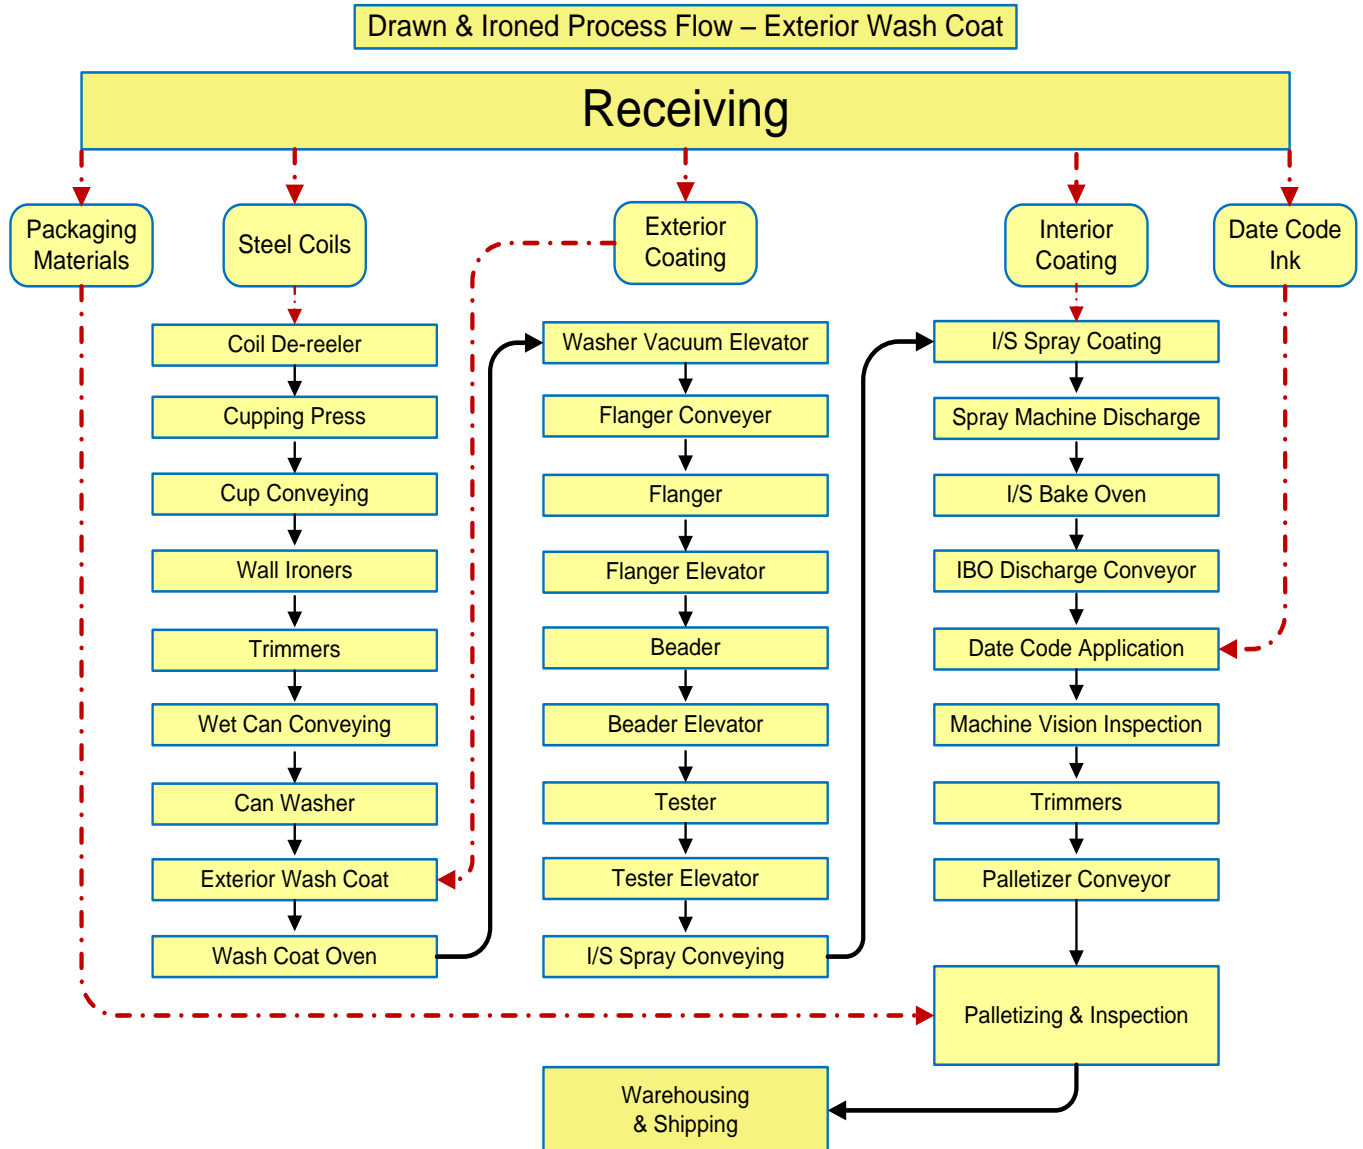 Drawn & Ironed Process Flow – Exterior Wash Coat
Receiving
Packaging
Materials
Steel Coils
Exterior
Coating
Interior
Coating
Date Code
Ink
Coil De-reeler
Cupping Press
Cup Conveying
Wall Ironers
Trimmers
Wet Can Conveying
Can Washer
Exterior Wash Coat
Wash Coat Oven
Washer Vacuum Elevator
Flanger Conveyer
Flanger
Flanger Elevator
Beader
Beader Elevator
Tester
Tester Elevator
I/S Spray Conveying
I/S Spray Coating
Spray Machine Discharge
I/S Bake Oven
IBO Discharge Conveyor
Date Code Application
Machine Vision Inspection
Trimmers
Palletizer Conveyor
Palletizing & Inspection
Warehousing
& Shipping